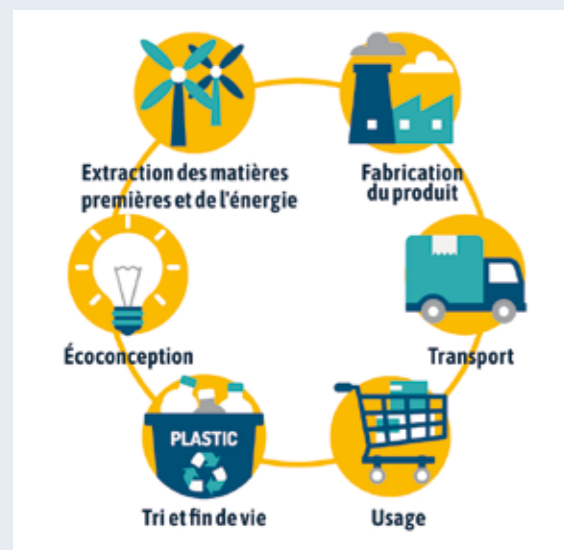 Extraction des matières
premières et de l'énergie
Fabrication
du produit
Écoconception
Transport
PLASTIC
Tri et fin de vie
Usage